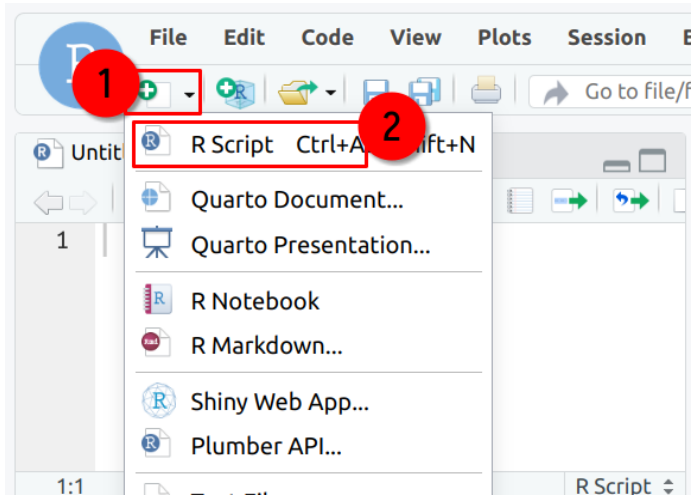 File Edit Code View Plots Session
1
Go to file/f
R Script Ctrl+A
2
ift+N
Untit
Quarto Document...
1
Quarto Presentation...
R Notebook
R Markdown...
Shiny Web App...
Plumber API...
1:1
R Script